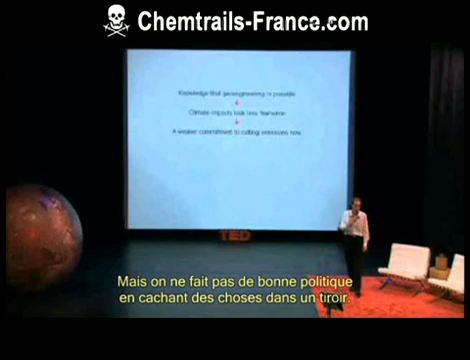 Chemtrails-France.com
Knowledge that geoengineering is possible
Climate impacts look less fearsome
A weaker commitment to cutting emissions now
TED
Mais on ne fait pas de bonne politique
en cachant des choses dans un tiroir.